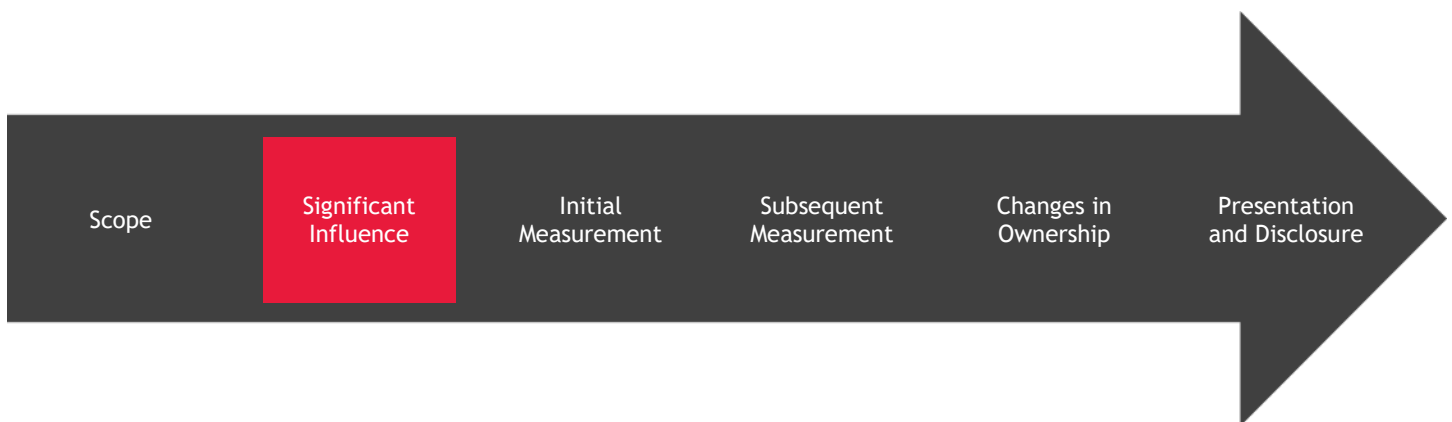 Scope
Significant
Influence
Initial
Measurement
Subsequent
Measurement
Changes in
Ownership
Presentation
and Disclosure